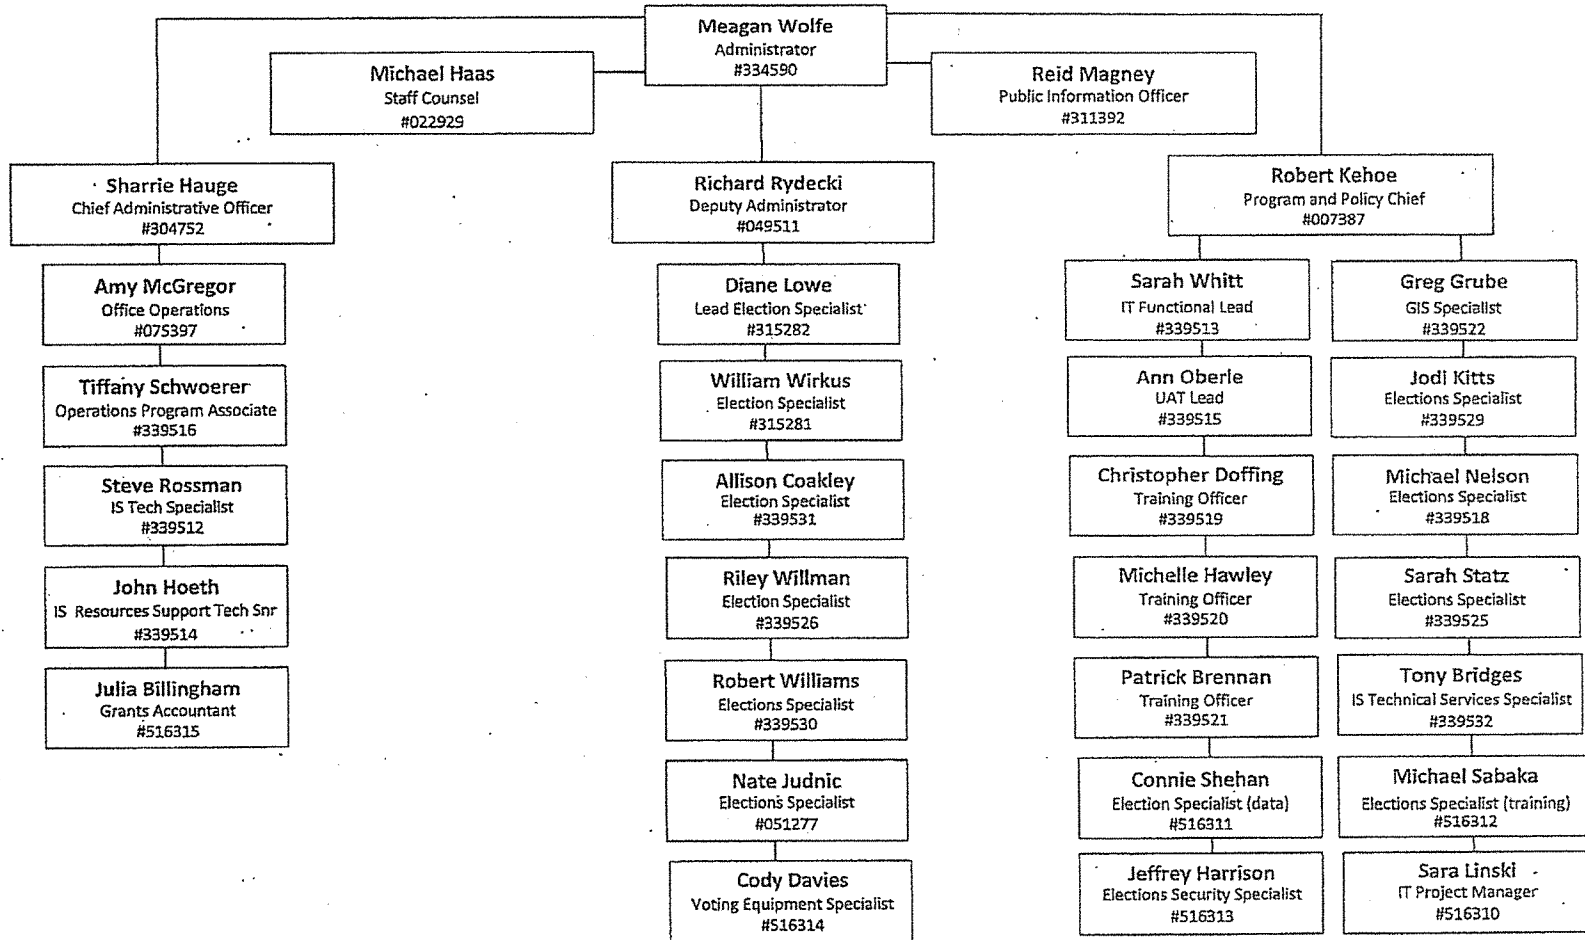 Meagan Wolfe
Administrator
#334590
Michael Haas
Staff Counsel
#022929
Reid Magney
Public Information Officer
#311392
Sharrie Hauge
Chief Administrative Officer
#304752
Richard Rydecki
Deputy Administrator
#049511
Robert Kehoe
Program and Policy Chief
#007387
Amy McGregor
Office Operations
#075397
Tiffany Schwoerer
Operations Program Associate
#339516
Steve Rossman
IS Tech Specialist
#339512
John Hoeth
IS Resources Support Tech Snr
#339514
Julia Billingham
Grants Accountant
#516315
Diane Lowe
Lead Election Specialist
#315282
William Wirkus
Election Specialist
#315281
Allison Coakley
Election Specialist
#339531
Riley Willman
Election Specialist
#339526
Robert Williams
Elections Specialist
#339530
Nate Judnic
Elections Specialist
#051277
Cody Davies
Voting Equipment Specialist
#516314
Sarah Whitt
IT Functional Lead
#339513
Ann Oberle
UAT Lead
#339515
Christopher Doffing
Training Officer
#339519
Michelle Hawley
Training Officer
#339520
Patrick Brennan
Training Officer
#339521
Connie Shehan
Election Specialist (data)
#516311
Jeffrey Harrison
Elections Security Specialist
#516313
Greg Grube
GIS Specialist
#339522
Jodi Kitts
Elections Specialist
#339529
Michael Nelson
Elections Specialist
#339518
Sarah Statz
Elections Specialist
#339525
Tony Bridges
IS Technical Services Specialist
#339532
Michael Sabaka
Elections Specialist (training)
#516312
Sara Linski
IT Project Manager
#516310